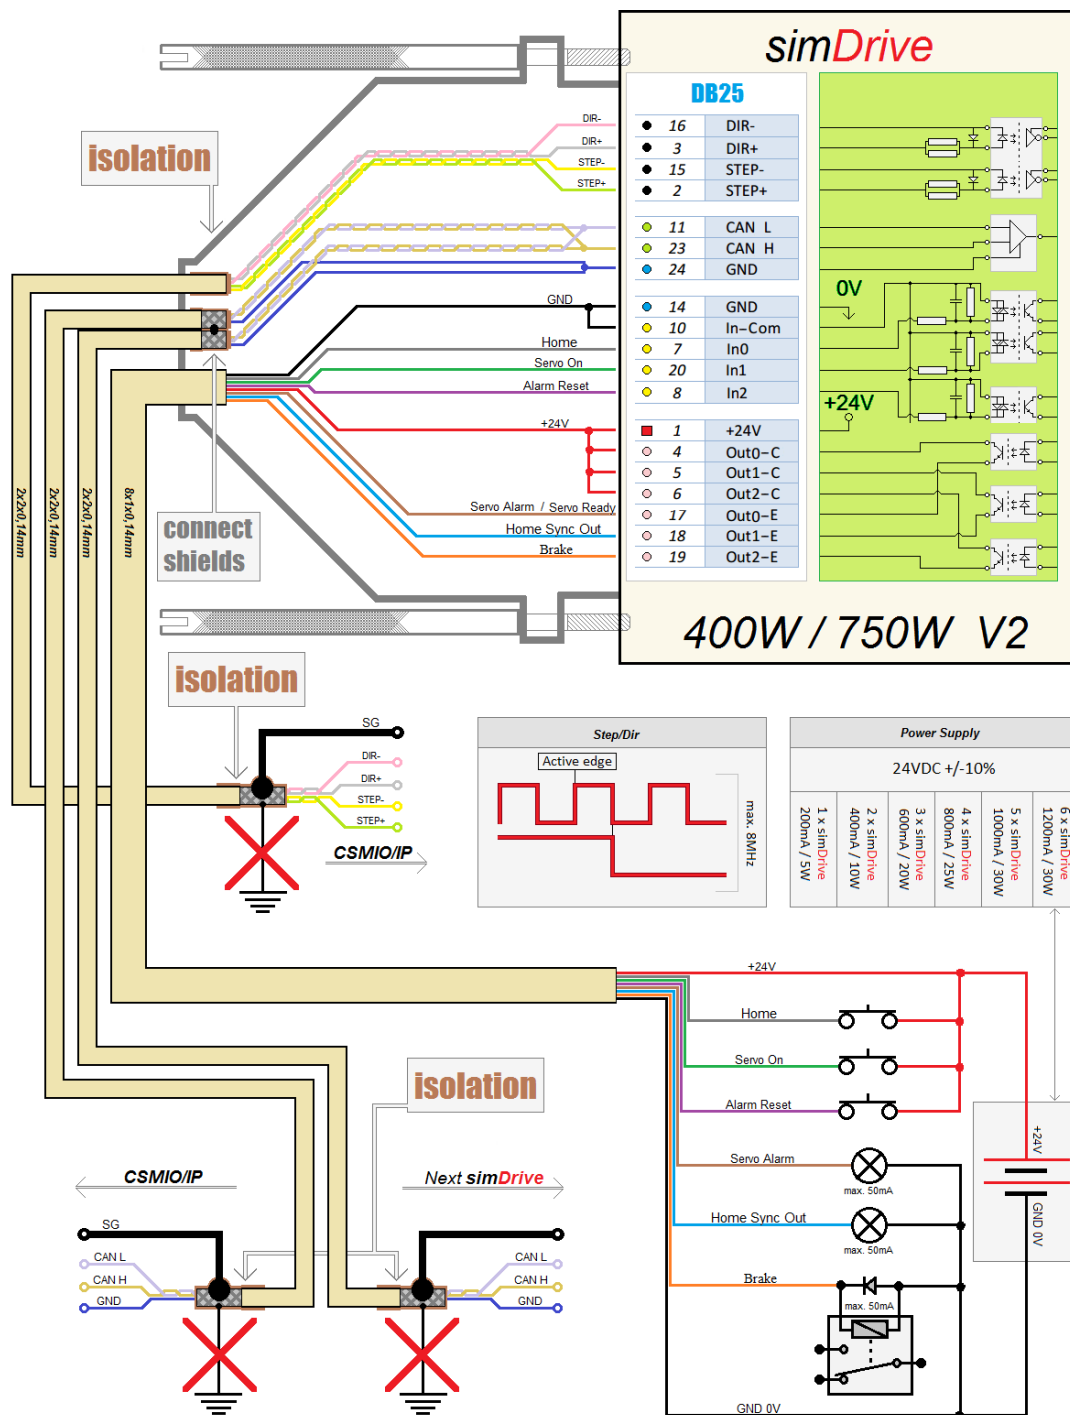 simDrive
DB25
16 DIR-
3 DIR+
15 STEP-
2 STEP+
11 CAN L
23 CAN H
24 GND
14 GND
10 In-Com
7 In0
20 In1
8 In2
1 +24V
4 Out0-C
5 Out1-C
6 Out2-C
17 Out0-E
18 Out1-E
19 Out2-E
0V
+24V
400W / 750W V2
isolation
DIR-
DIR+
STEP-
STEP+
GND
Home
Servo On
Alarm Reset
+24V
Servo Alarm / Servo Ready
Home Sync Out
Brake
connect
shields
2x2x0,14mm
2x2x0,14mm
2x2x0,14mm
8x1x0,14mm
isolation
SG
DIR-
DIR+
STEP-
STEP+
CSMIO/IP
Step/Dir
Active edge
max. 8MHz
Power Supply
24VDC +/-10%
1 x simDrive
200mA / 5W
2 x simDrive
400mA / 10W
3 x simDrive
600mA / 20W
4 x simDrive
800mA / 25W
5 x simDrive
1000mA / 30W
6 x simDrive
1200mA / 30W
+24V
Home
Servo On
Alarm Reset
Servo Alarm
max. 50mA
Home Sync Out
max. 50mA
Brake
max. 50mA
GND 0V
+24V
GND 0V
isolation
CSMIO/IP
Next simDrive
SG
CAN L
CAN H
GND
CAN L
CAN H
GND